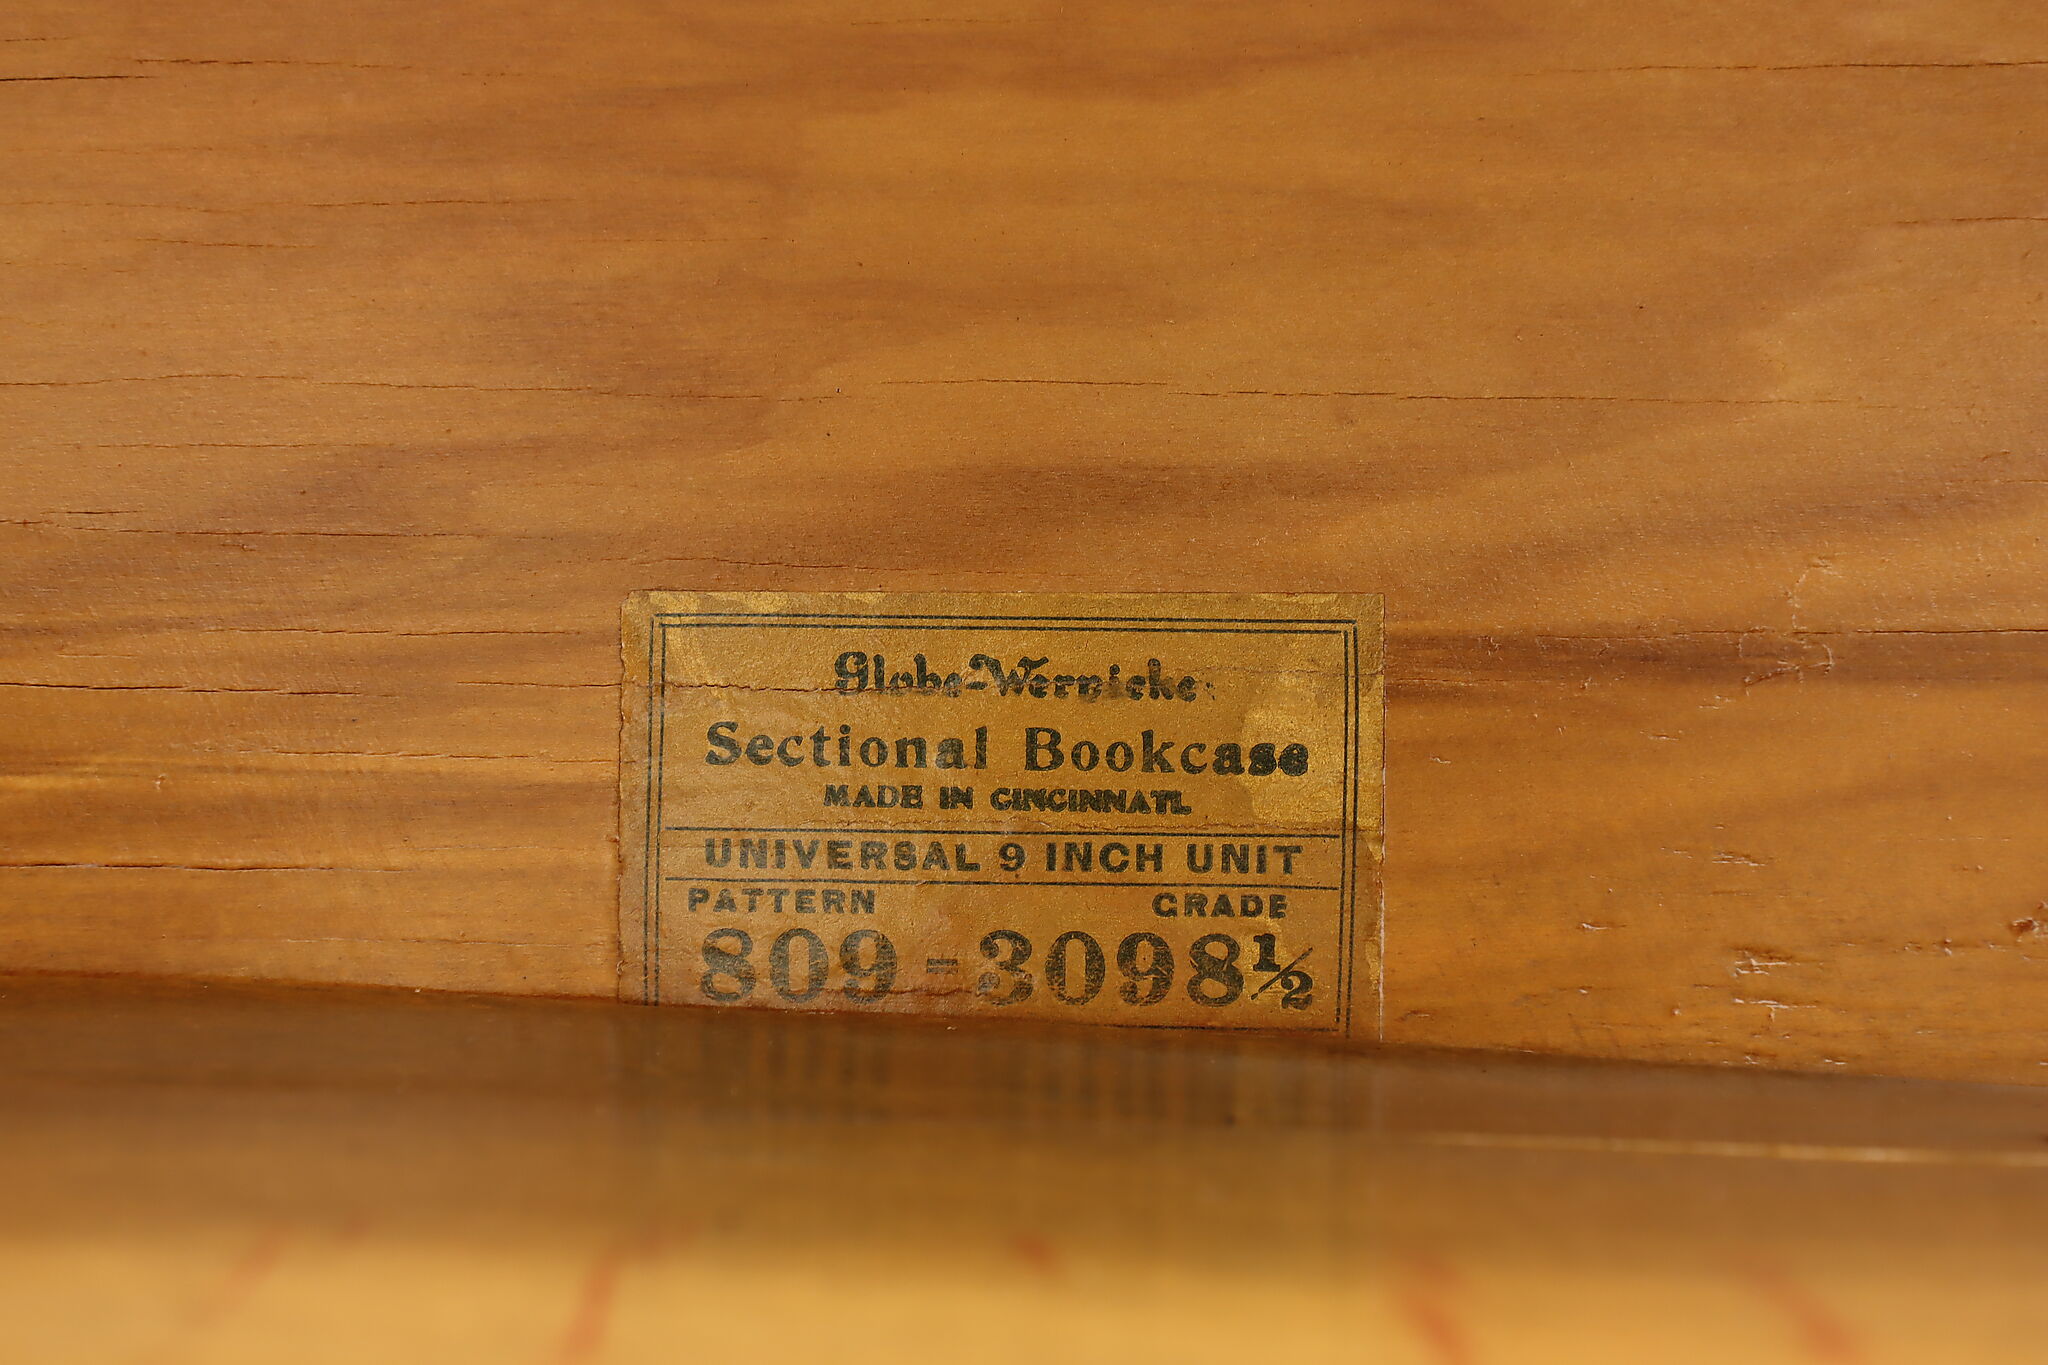 Globe-Wernicke
Sectional Bookcase
MADE IN CINCINNATI.
UNIVERSAL 9 INCH UNIT
PATTERN GRADE
809 = 3098½